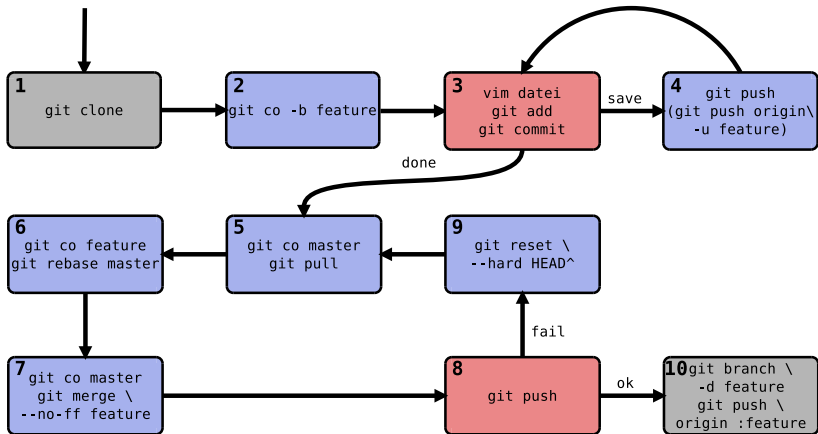 1
git clone
2
git co -b feature
3
vim datei
git add
git commit
save
4
git push
(git push origin\
-u feature)
done
6
git co feature
git rebase master
5
git co master
git pull
9
git reset \
--hard HEAD^
fail
7
git co master
git merge \
--no-ff feature
8
git push
ok
10
git branch \
-d feature
git push \
origin :feature